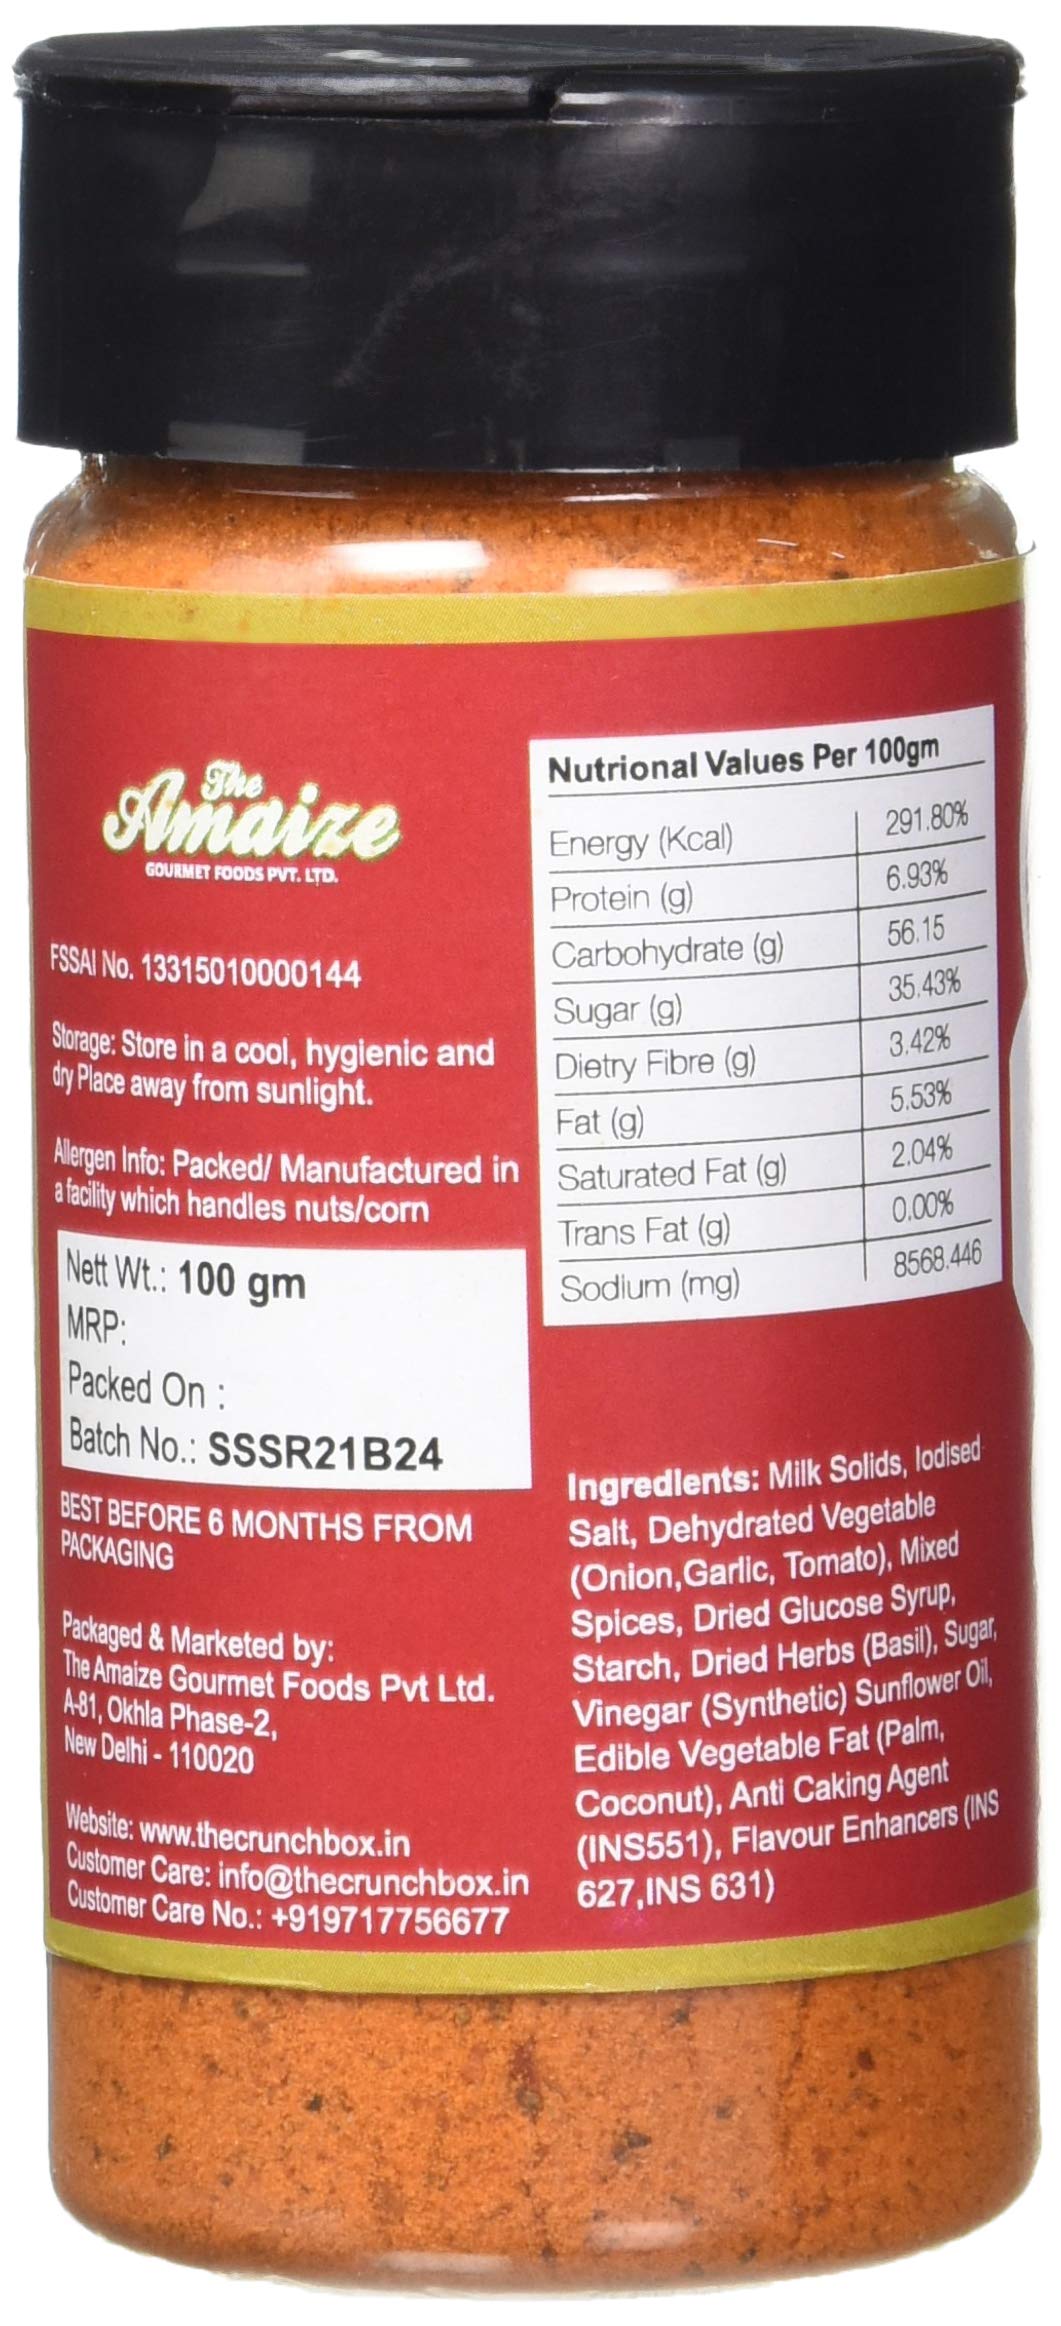 The
Amaize
GOURMET FOODS PVT. LTD.
FSSAI No. 13315010000144
Storage: Store in a cool, hygienic and
dry Place away from sunlight.
Allergen Info: Packed/ Manufactured in
a facility which handles nuts/corn
Nett Wt.: 100 gm
MRP:
Packed On :
Batch No.: SSSR21B24
BEST BEFORE 6 MONTHS FROM
PACKAGING
Packaged & Marketed by:
The Amaize Gourmet Foods Pvt Ltd.
A-81, Okhla Phase-2,
New Delhi - 110020
Website: www.thecrunchbox.in
Customer Care: info@thecrunchbox.in
Customer Care No.: +919717756677
Nutrional Values Per 100gm
Energy (Kcal) 291.80%
Protein (g) 6.93%
Carbohydrate (g) 56.15
Sugar (g) 35.43%
Dietry Fibre (g) 3.42%
Fat (g) 5.53%
Saturated Fat (g) 2.04%
Trans Fat (g) 0.00%
Sodium (mg) 8568.446
Ingredients: Milk Solids, Iodised
Salt, Dehydrated Vegetable
(Onion,Garlic, Tomato), Mixed
Spices, Dried Glucose Syrup,
Starch, Dried Herbs (Basil), Sugar,
Vinegar (Synthetic) Sunflower Oil,
Edible Vegetable Fat (Palm,
Coconut), Anti Caking Agent
(INS551), Flavour Enhancers (INS
627,INS 631)